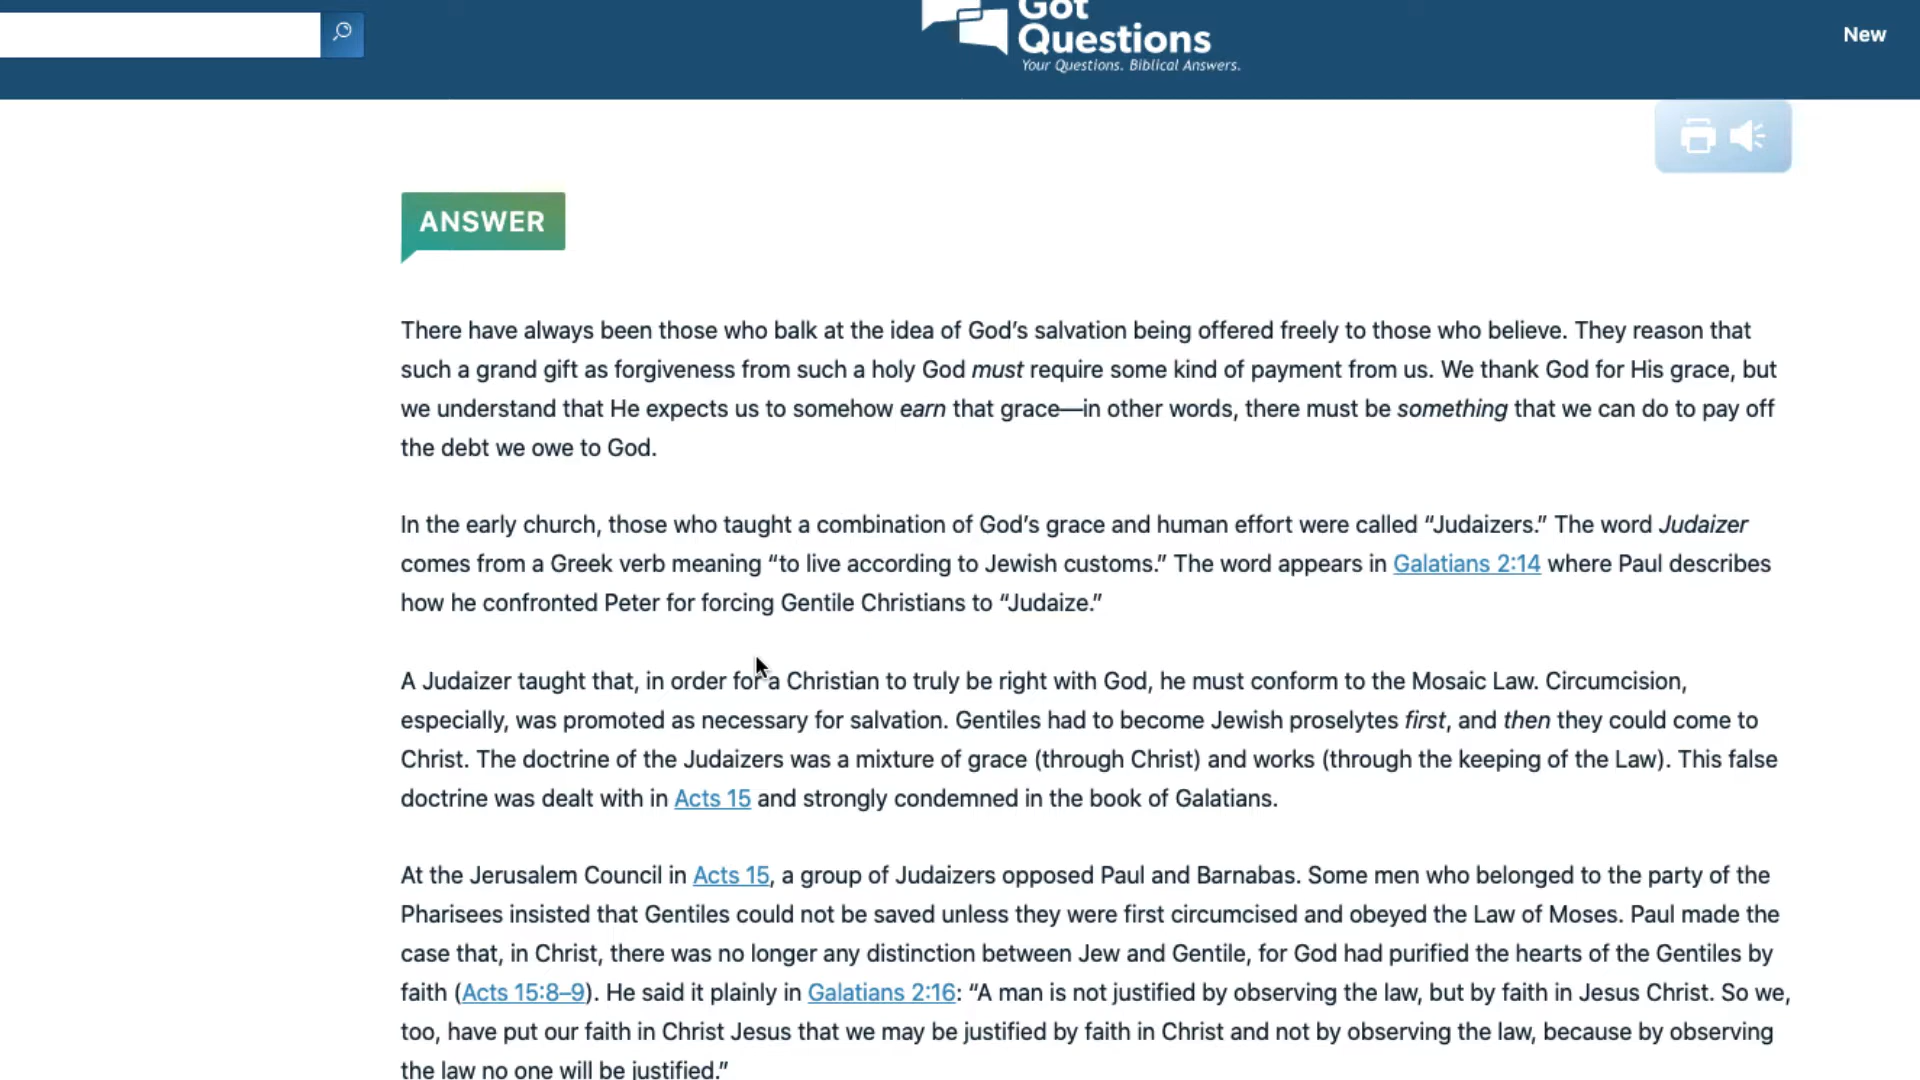 Got
Questions
Your Questions. Biblical Answers.
New
ANSWER
There have always been those who balk at the idea of God’s salvation being offered freely to those who believe. They reason that
such a grand gift as forgiveness from such a holy God must require some kind of payment from us. We thank God for His grace, but
we understand that He expects us to somehow earn that grace—in other words, there must be something that we can do to pay off
the debt we owe to God.
In the early church, those who taught a combination of God’s grace and human effort were called “Judaizers.” The word Judaizer
comes from a Greek verb meaning “to live according to Jewish customs.” The word appears in Galatians 2:14 where Paul describes
how he confronted Peter for forcing Gentile Christians to “Judaize.”
A Judaizer taught that, in order for a Christian to truly be right with God, he must conform to the Mosaic Law. Circumcision,
especially, was promoted as necessary for salvation. Gentiles had to become Jewish proselytes first, and then they could come to
Christ. The doctrine of the Judaizers was a mixture of grace (through Christ) and works (through the keeping of the Law). This false
doctrine was dealt with in Acts 15 and strongly condemned in the book of Galatians.
At the Jerusalem Council in Acts 15, a group of Judaizers opposed Paul and Barnabas. Some men who belonged to the party of the
Pharisees insisted that Gentiles could not be saved unless they were first circumcised and obeyed the Law of Moses. Paul made the
case that, in Christ, there was no longer any distinction between Jew and Gentile, for God had purified the hearts of the Gentiles by
faith (Acts 15:8–9). He said it plainly in Galatians 2:16: “A man is not justified by observing the law, but by faith in Jesus Christ. So we,
too, have put our faith in Christ Jesus that we may be justified by faith in Christ and not by observing the law, because by observing
the law no one will be justified.”